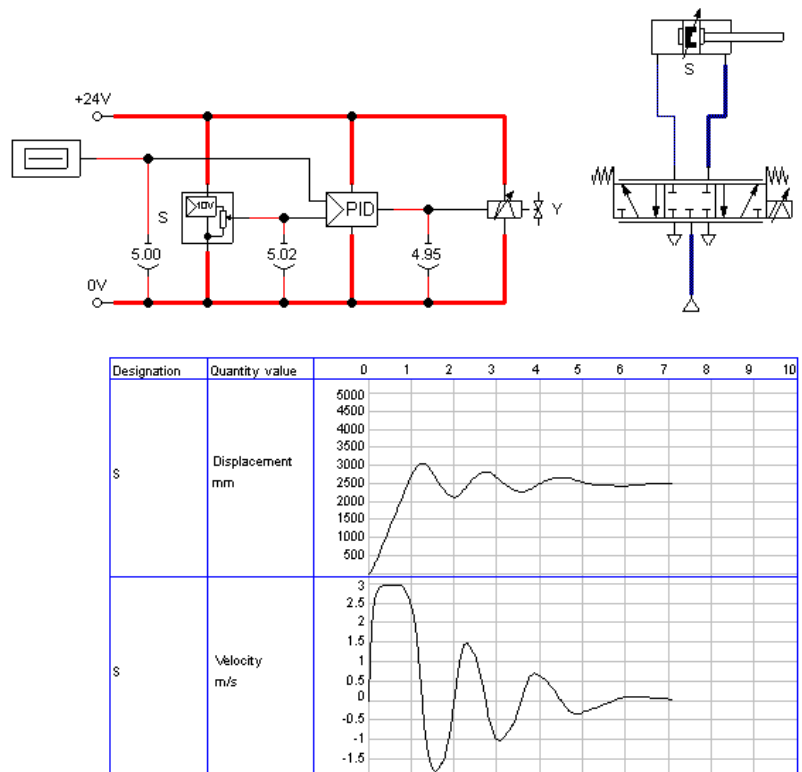 S
+24V
10V
S
PID
Y
5.00
5.02
4.95
0V
Designation
Quantity value
0 1 2 3 4 5 6 7 8 9 10
S
Displacement
mm
5000
4500
4000
3500
3000
2500
2000
1500
1000
500
S
Velocity
m/s
3
2.5
2
1.5
1
0.5
0
-0.5
-1
-1.5